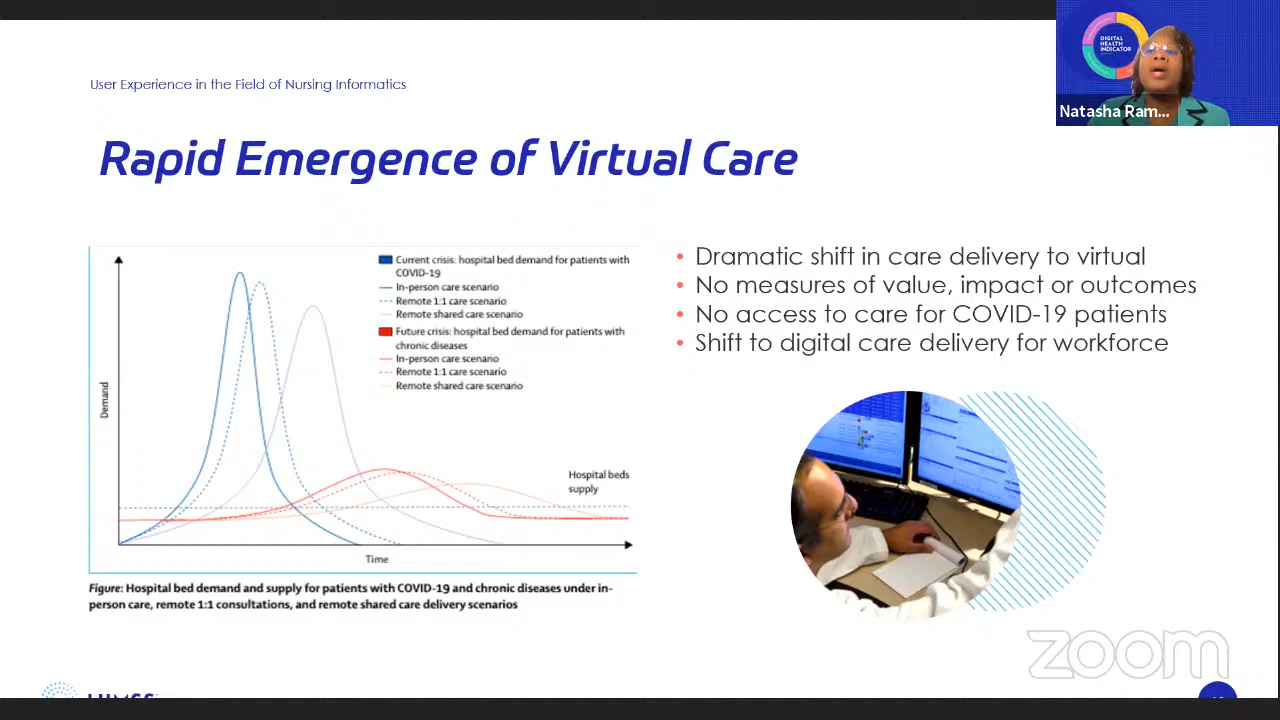 DIGITAL
HEALTH
INDICATOR
Natasha Ram...
User Experience in the Field of Nursing Informatics
Rapid Emergence of Virtual Care
Current crisis: hospital bed demand for patients with
COVID-19
In-person care scenario
Remote 1:1 care scenario
Remote shared care scenario
Future crisis: hospital bed demand for patients with
chronic diseases
In-person care scenario
Remote 1:1 care scenario
Remote shared care scenario
Demand
Hospital beds
supply
Time
Figure: Hospital bed demand and supply for patients with COVID-19 and chronic diseases under in-
person care, remote 1:1 consultations, and remote shared care delivery scenarios
• Dramatic shift in care delivery to virtual
• No measures of value, impact or outcomes
• No access to care for COVID-19 patients
• Shift to digital care delivery for workforce
zoom